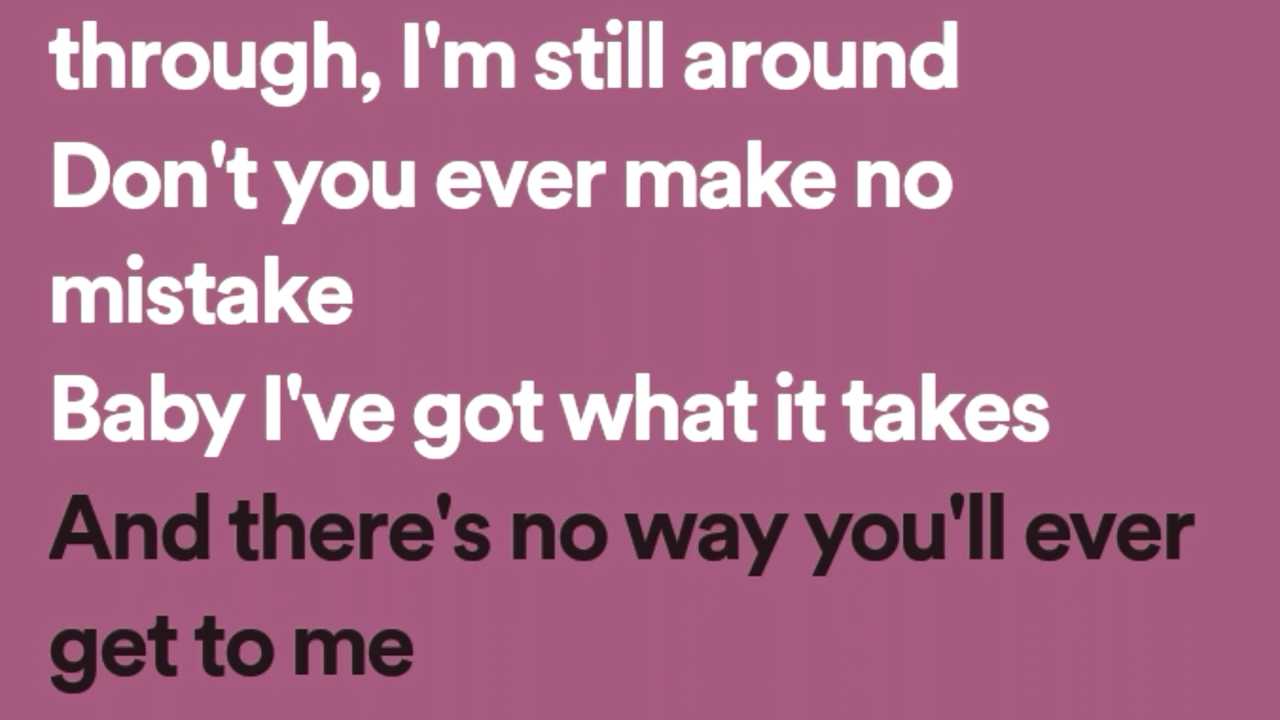 through, I'm still around
Don't you ever make no
mistake
Baby I've got what it takes
And there's no way you'll ever
get to me